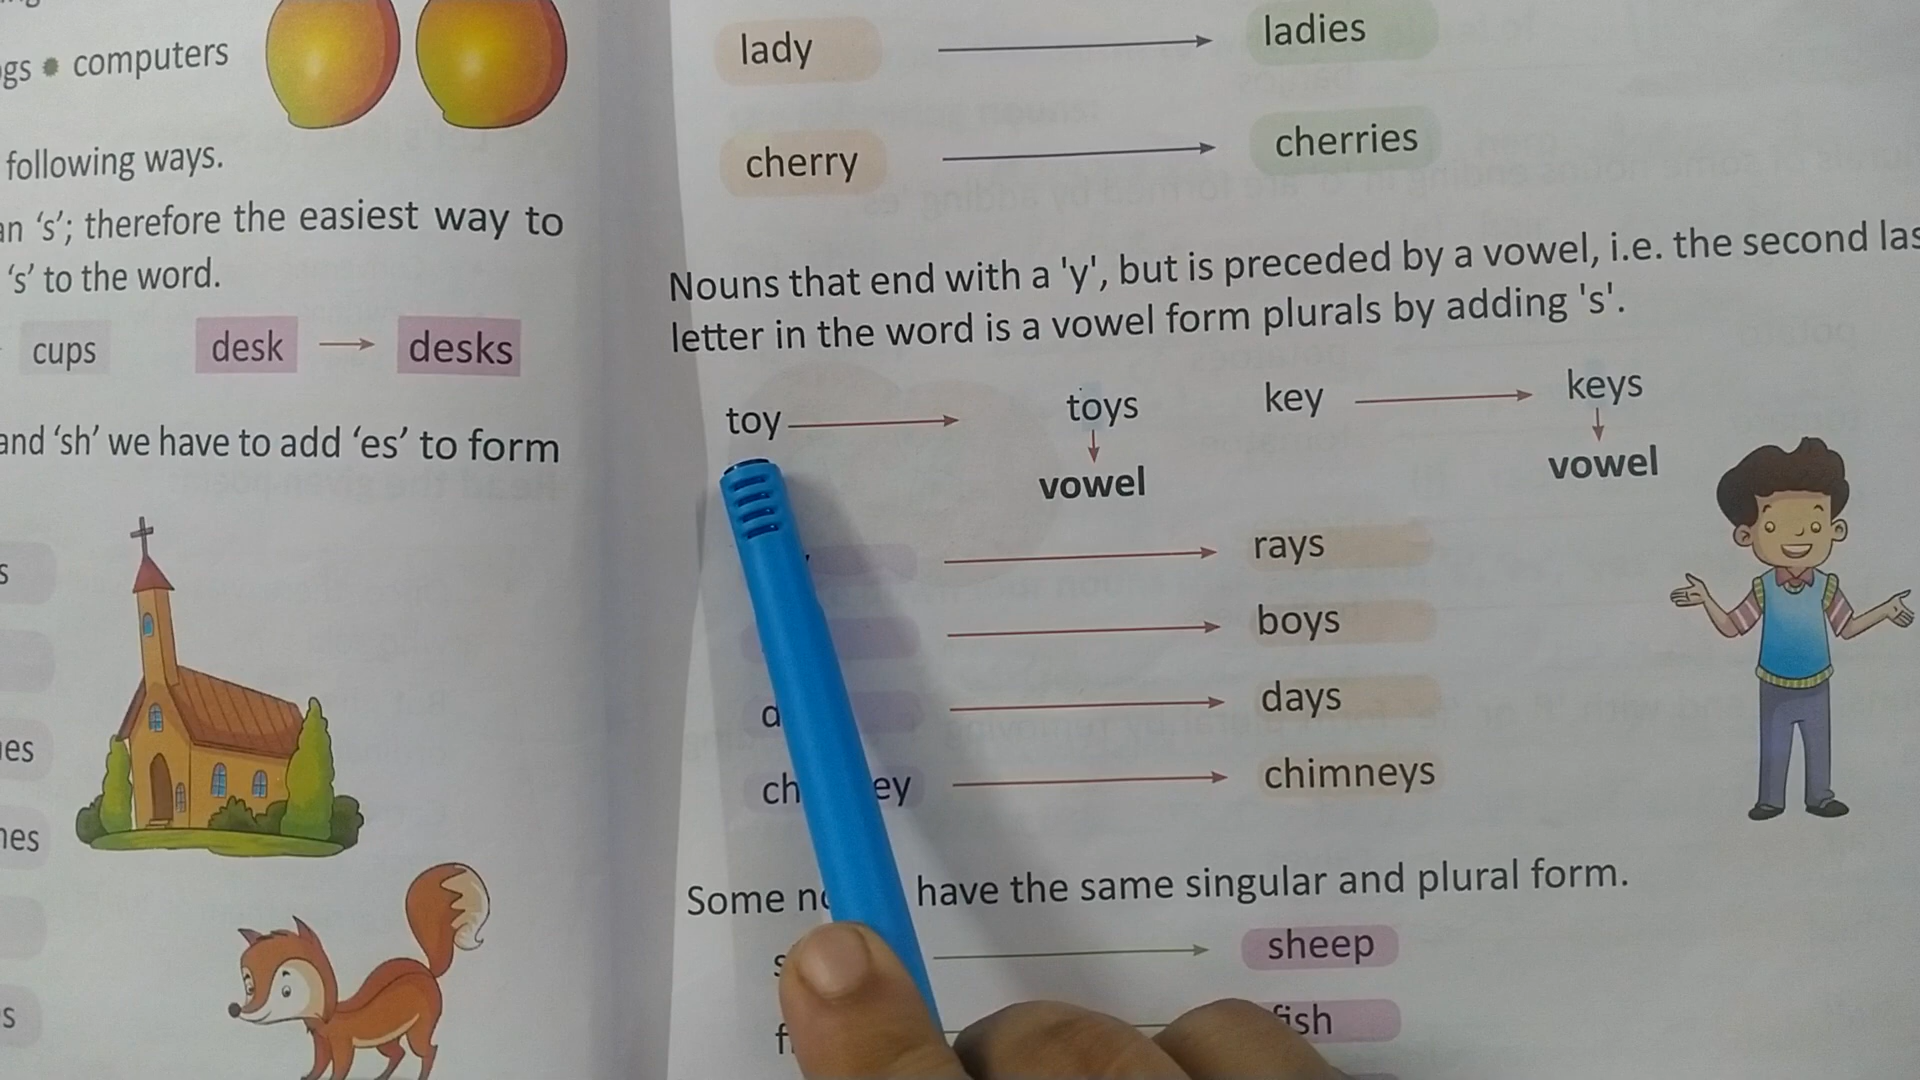 computers
following ways.
's'; therefore the easiest way to
's' to the word.
cups desk desks
and 'sh' we have to add 'es' to form
lady ladies
cherry cherries
Nouns that end with a 'y', but is preceded by a vowel, i.e. the second
letter in the word is a vowel form plurals by adding 's'.
toy toys key keys
vowel vowel
rays
boys
days
chimneys
Some have the same singular and plural form.
sheep
fish